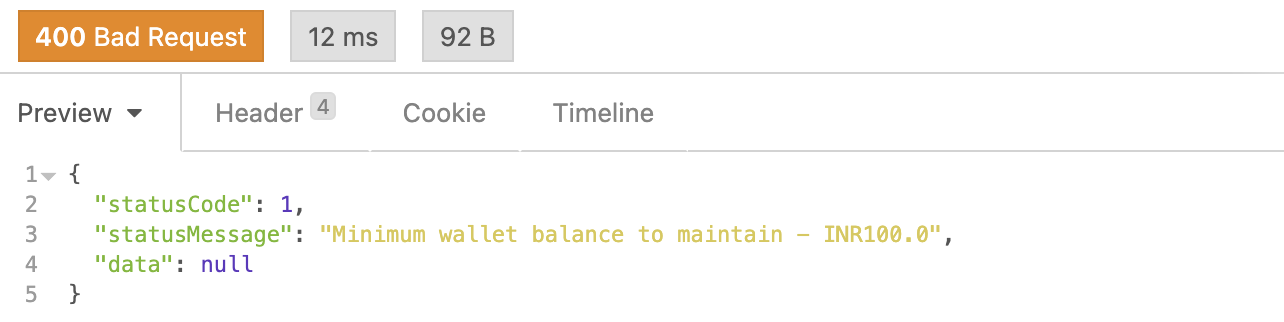 400 Bad Request 12 ms 92 B
Preview Header 4 Cookie Timeline
1 {
2 "statusCode": 1,
3 "statusMessage": "Minimum wallet balance to maintain – INR100.0",
4 "data": null
5 }